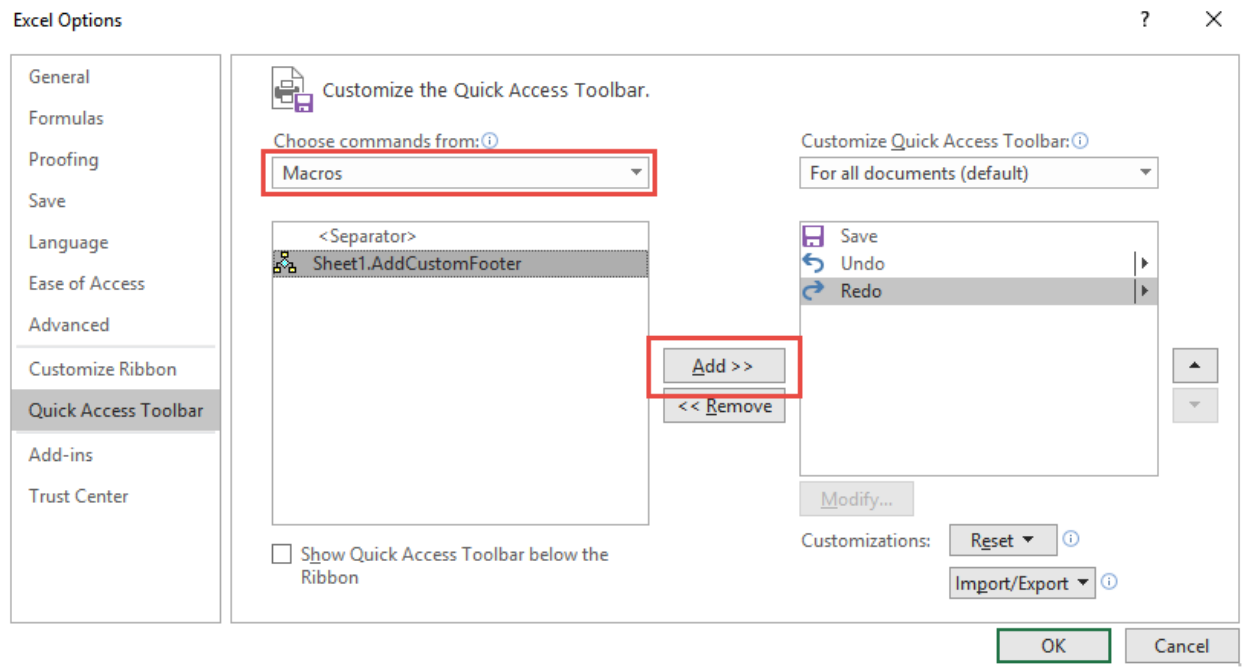 Excel Options
?
General
Formulas
Proofing
Save
Language
Ease of Access
Advanced
Customize Ribbon
Quick Access Toolbar
Add-ins
Trust Center
Customize the Quick Access Toolbar.
Choose commands from:
Macros
<Separator>
Sheet1.AddCustomFooter
Show Quick Access Toolbar below the
Ribbon
Add >>
<< Remove
Customize Quick Access Toolbar:
For all documents (default)
Save
Undo
Redo
Modify...
Customizations:
Reset
Import/Export
OK
Cancel